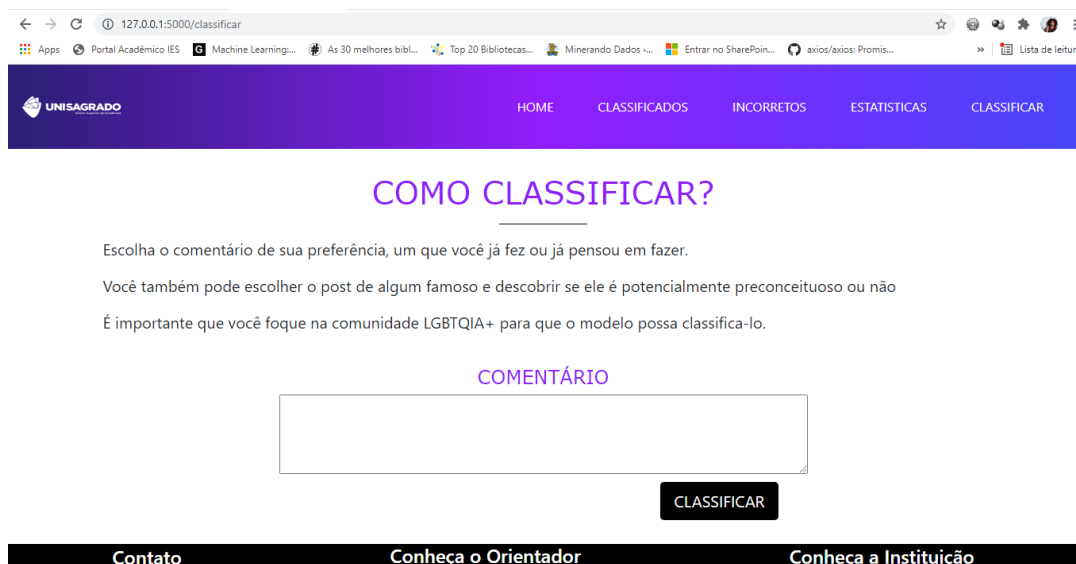 127.0.0.1:5000/classificar
Apps Portal Acadêmico IES G Machine Learning:... As 30 melhores bibl... Top 20 Bibliotecas... Minerando Dados »... Entrar no SharePoin... axios/axios: Promis... » Lista de leitur
UNISAGRADO HOME CLASSIFICADOS INCORRETOS ESTATISTICAS CLASSIFICAR
COMO CLASSIFICAR?
Escolha o comentário de sua preferência, um que você já fez ou já pensou em fazer.
Você também pode escolher o post de algum famoso e descobrir se ele é potencialmente preconceituoso ou não
É importante que você foque na comunidade LGBTQIA+ para que o modelo possa classifica-lo.
COMENTÁRIO
CLASSIFICAR
Contato Conheça o Orientador Conheça a Instituição